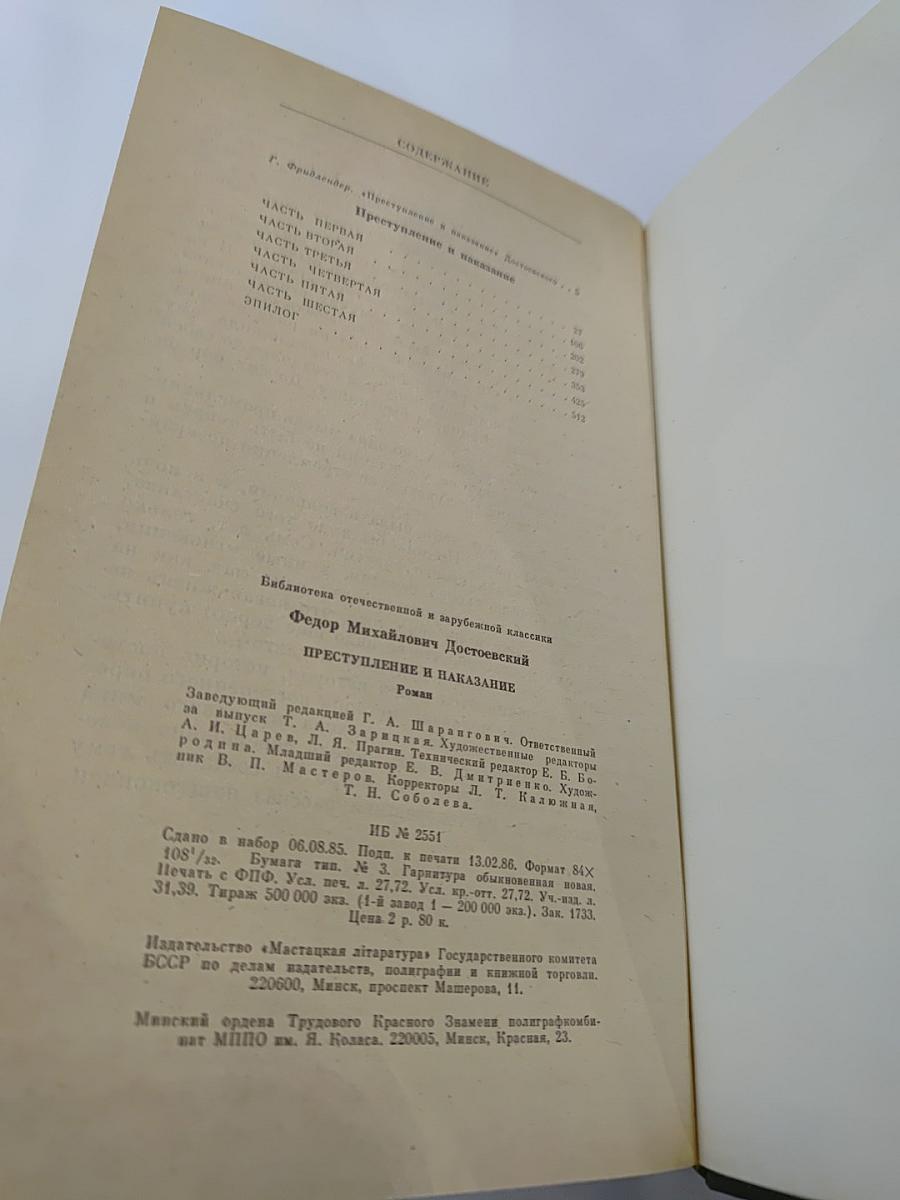 СОДЕРЖАНИЕ
Г. Фридлендер. «Преступление и наказание» Достоевского . . 5
Преступление и наказание
ЧАСТЬ ПЕРВАЯ . . . 27
ЧАСТЬ ВТОРАЯ . . . 106
ЧАСТЬ ТРЕТЬЯ . . . 202
ЧАСТЬ ЧЕТВЕРТАЯ . . . 279
ЧАСТЬ ПЯТАЯ . . . 353
ЧАСТЬ ШЕСТАЯ . . . 425
ЭПИЛОГ . . . 512
Библиотека отечественной и зарубежной классики
Федор Михайлович Достоевский
ПРЕСТУПЛЕНИЕ И НАКАЗАНИЕ
Роман
Заведующий редакцией Г. А. Шарангович. Ответственный
за выпуск Т. А. Зарицкая. Художественные редакторы
А. И. Царев, Л. Я. Прагин. Технический редактор Е. Б. Бо-
родина. Младший редактор Е. В. Дмитриенко. Худож-
ник В. П. Мастеров. Корректоры Л. Т. Калюжная,
Т. Н. Соболева.
ИБ № 2551
Сдано в набор 06.08.85. Подп. к печати 13.02.86. Формат 84×
108¹/₃₂. Бумага тип. № 3. Гарнитура обыкновенная новая.
Печать с ФПФ. Усл. печ. л. 27,72. Усл. кр.-отт. 27,72. Уч.-изд. л.
31,39. Тираж 500 000 экз. (1-й завод 1 — 200 000 экз.). Зак. 1733.
Цена 2 р. 80 к.
Издательство «Мастацкая літаратура» Государственного комитета
БССР по делам издательств, полиграфии и книжной торговли.
220600, Минск, проспект Машерова, 11.
Минский ордена Трудового Красного Знамени полиграфкомби-
нат МППО им. Я. Коласа. 220005, Минск, Красная, 23.